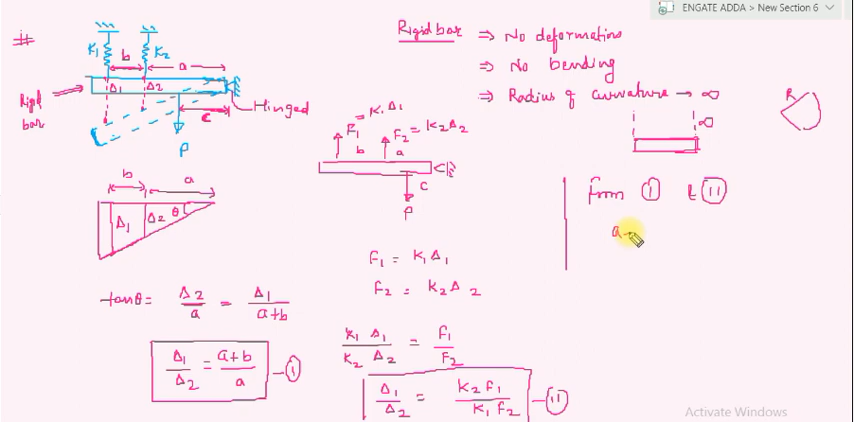 ENGATE ADDA > New Section 6
#
K1
K2
b
a
Δ1
Δ2
Rigid
bar
Hinged
c
P
Rigid bar ⇒ No deformation
⇒ No bending
⇒ Radius of curvature → ∞
R
∞
= K1Δ1
F1
F2 = K2Δ2
b
a
C
P
b
a
Δ1
Δ2
θ
from (I) & (II)
a
F1 = K1 Δ1
F2 = K2 Δ2
tanθ = Δ2/a = Δ1/a+b
Δ1/Δ2 = a+b/a – (I)
K1 Δ1/K2 Δ2 = F1/F2
Δ1/Δ2 = K2 F1/K1 F2 – (II)
Activate Windows